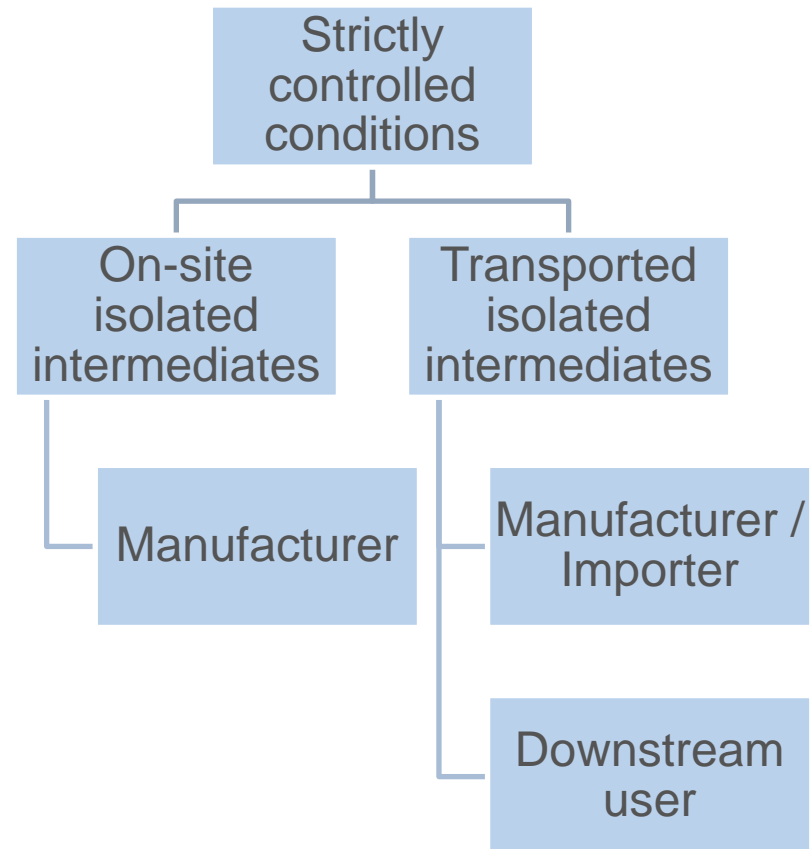 Strictly
controlled
conditions
On-site
isolated
intermediates
Transported
isolated
intermediates
Manufacturer
Manufacturer /
Importer
Downstream
user